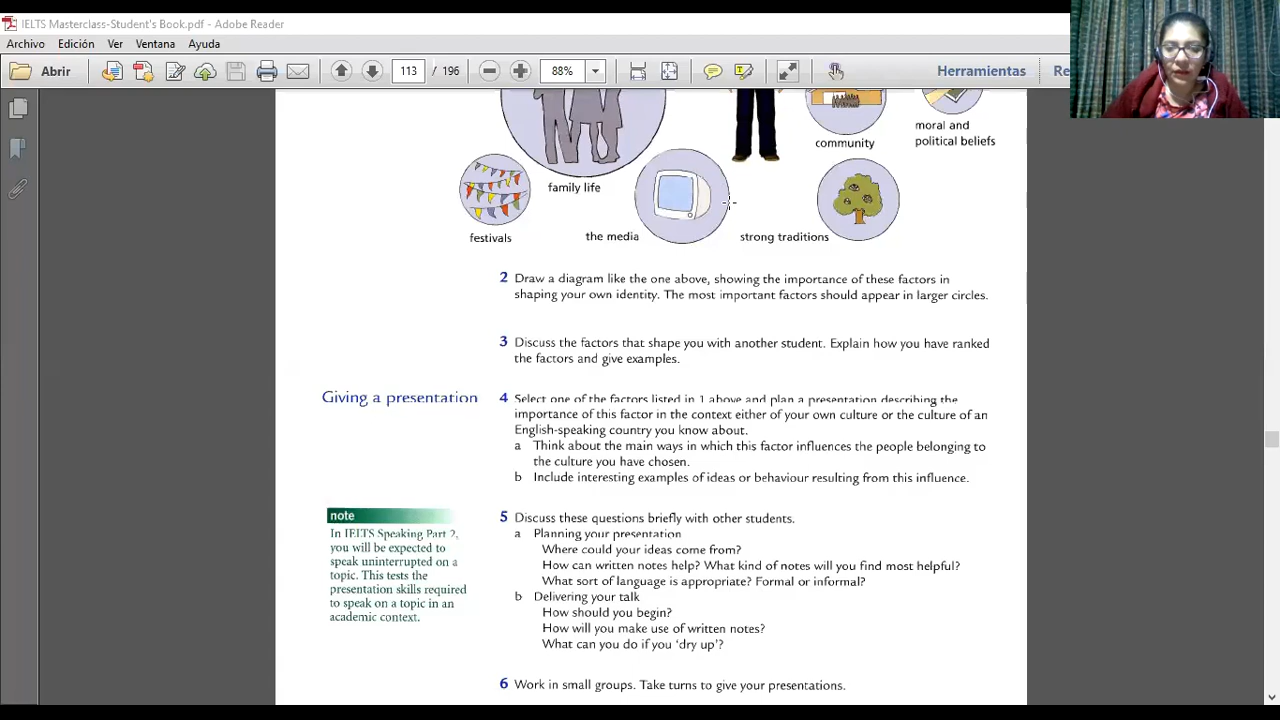 IELTS Masterclass-Student's Book.pdf - Adobe Reader
Archivo Edición Ver Ventana Ayuda
Abrir 113 / 196 88% Herramientas
community
moral and
political beliefs
family life
festivals
the media
strong traditions
2 Draw a diagram like the one above, showing the importance of these factors in
shaping your own identity. The most important factors should appear in larger circles.
3 Discuss the factors that shape you with another student. Explain how you have ranked
the factors and give examples.
Giving a presentation
4 Select one of the factors listed in 1 above and plan a presentation describing the
importance of this factor in the context either of your own culture or the culture of an
English-speaking country you know about.
a Think about the main ways in which this factor influences the people belonging to
the culture you have chosen.
b Include interesting examples of ideas or behaviour resulting from this influence.
note
In IELTS Speaking Part 2,
you will be expected to
speak uninterrupted on a
topic. This tests the
presentation skills required
to speak on a topic in an
academic context.
5 Discuss these questions briefly with other students.
a Planning your presentation
Where could your ideas come from?
How can written notes help? What kind of notes will you find most helpful?
What sort of language is appropriate? Formal or informal?
b Delivering your talk
How should you begin?
How will you make use of written notes?
What can you do if you 'dry up'?
6 Work in small groups. Take turns to give your presentations.